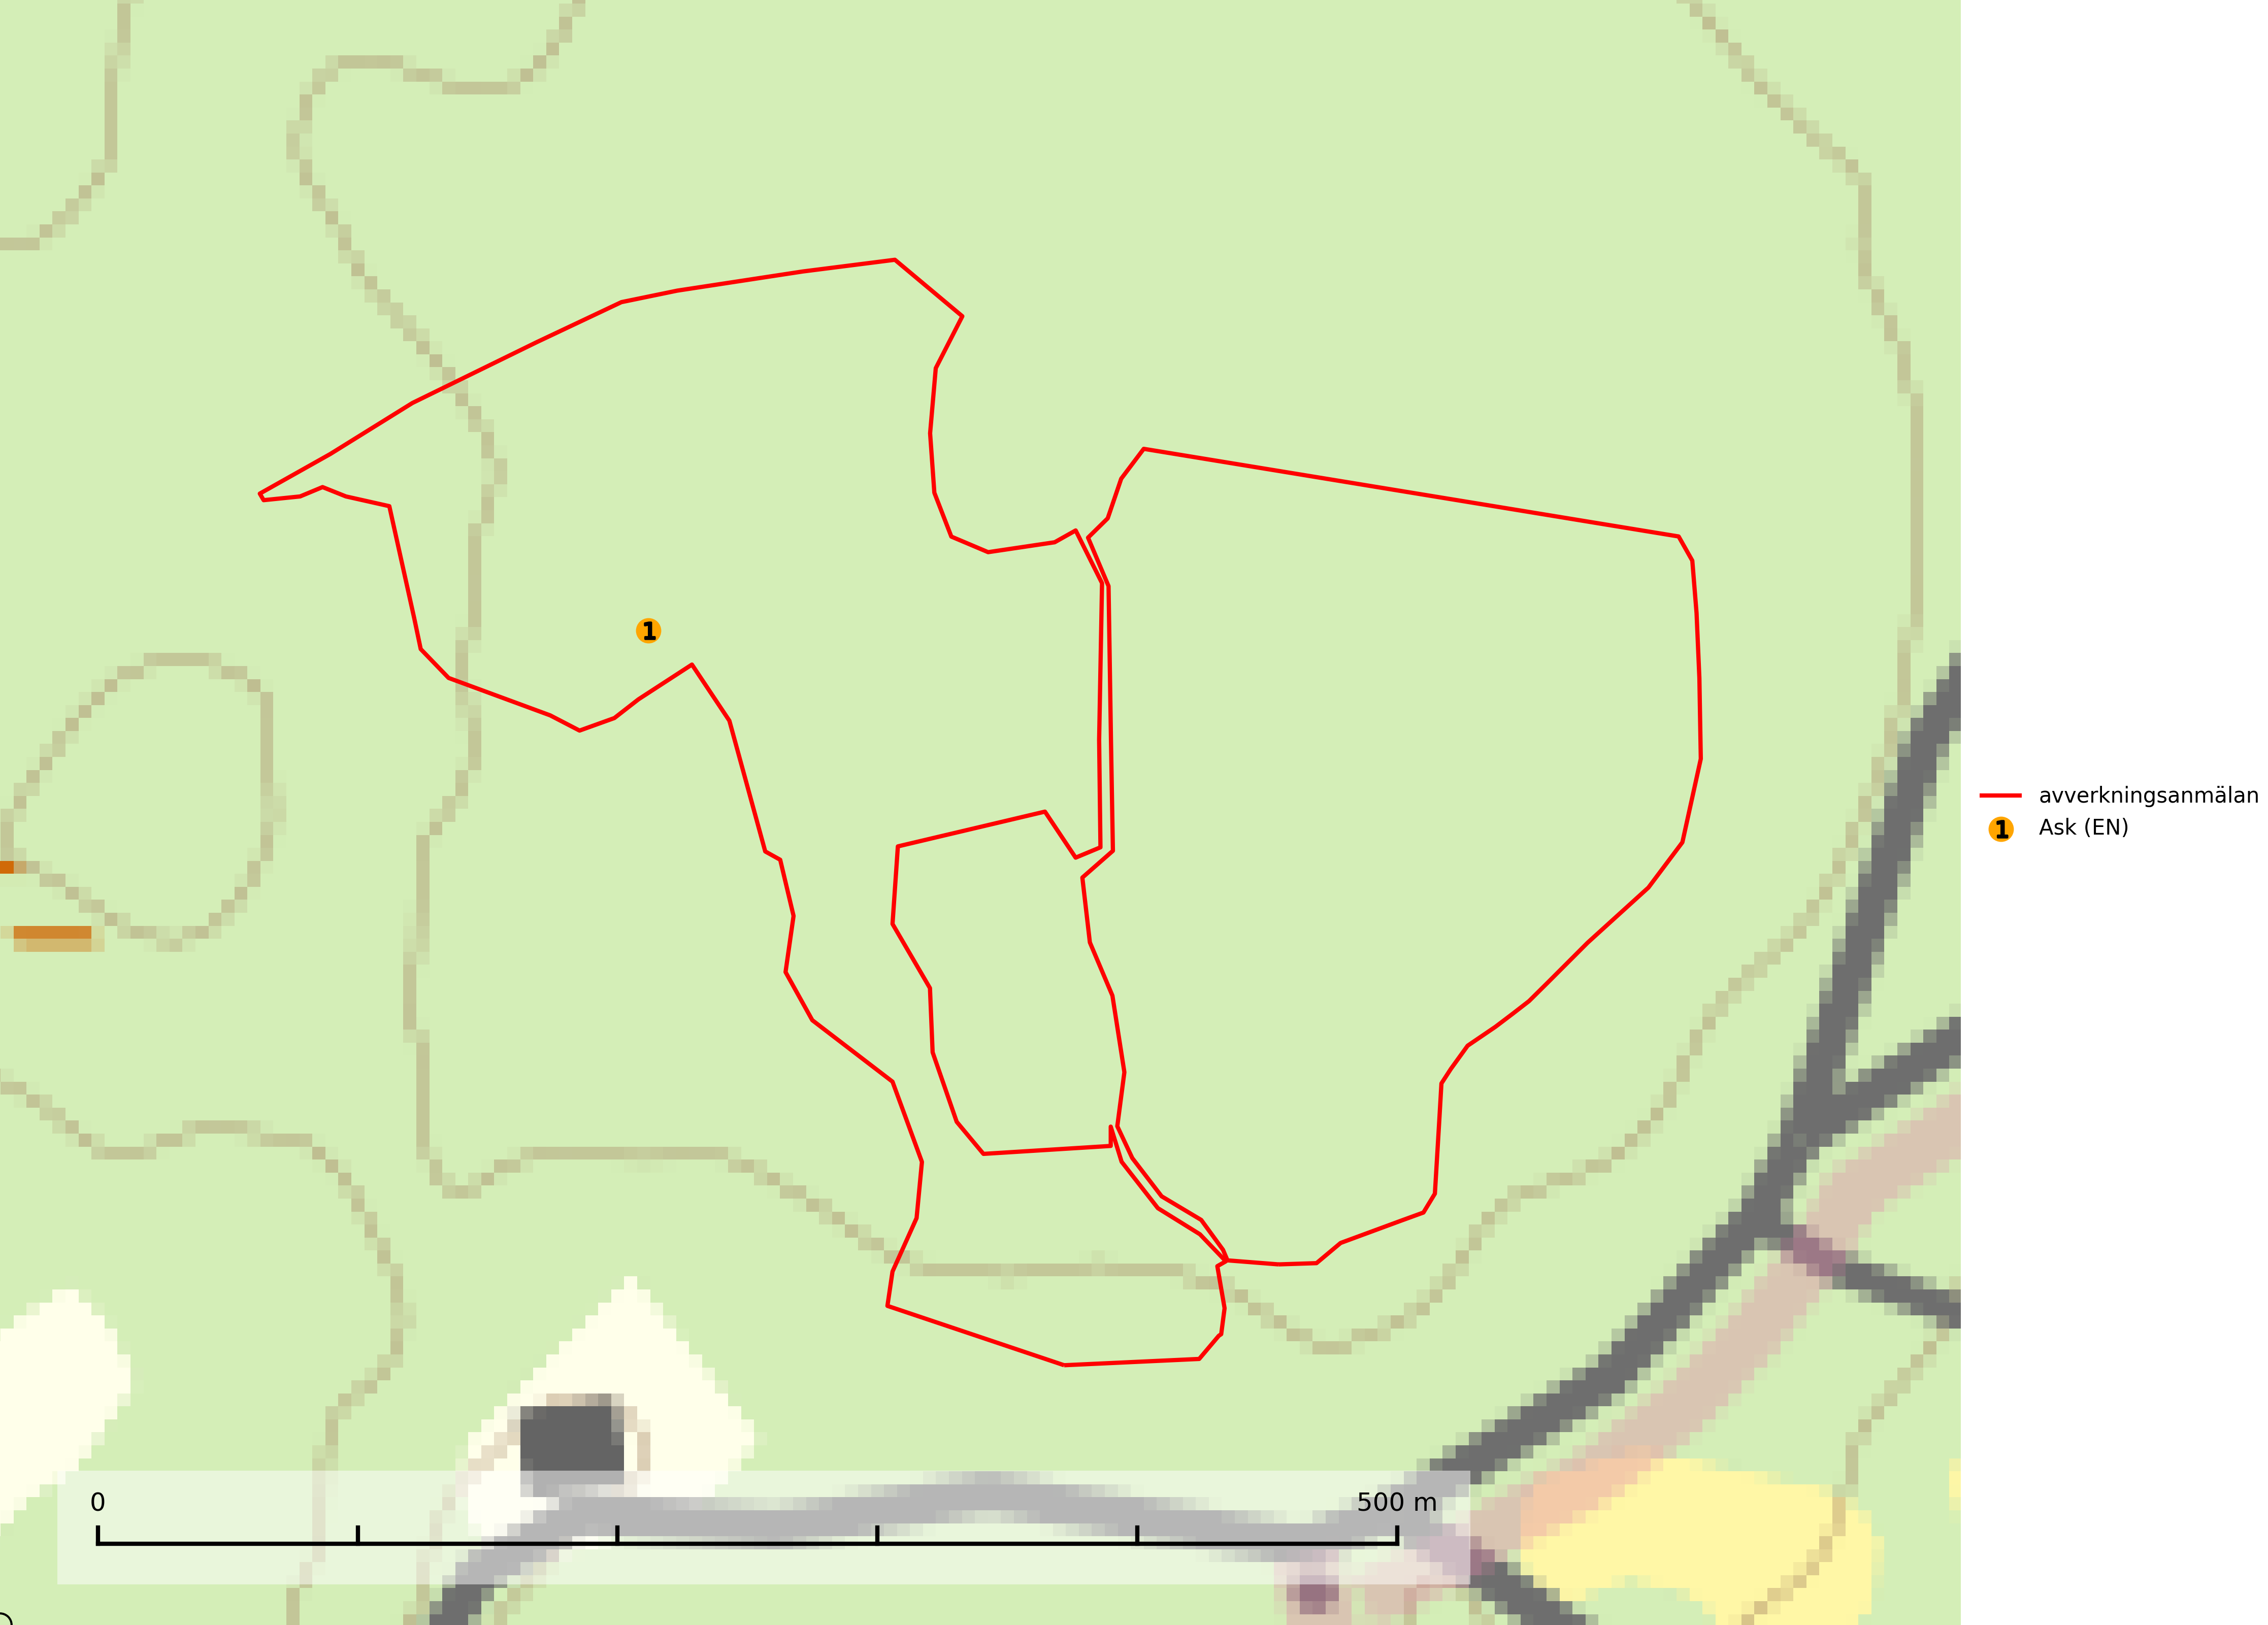 1
avverkningsanmälan
1 Ask (EN)
0 500 m